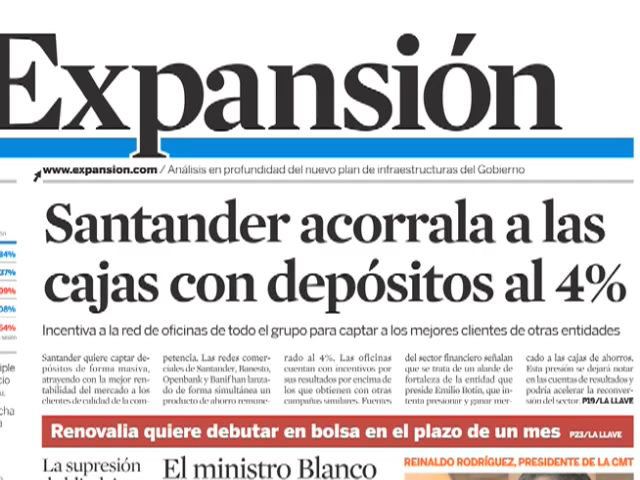 Expansión
www.expansion.com / Análisis en profundidad del nuevo plan de infraestructuras del Gobierno
Santander acorrala a las
cajas con depósitos al 4%
Incentiva a la red de oficinas de todo el grupo para captar a los mejores clientes de otras entidades
Santander quiere captar de-
pósitos de forma masiva,
atrayendo con la mejor ren-
tabilidad del mercado a los
clientes de calidad de la com-
petencia. Las redes comer-
ciales de Santander, Banesto,
Openbank y Banif han lanza-
do de forma simultánea un
producto de ahorro remune-
rado al 4%. Las oficinas
cuentan con incentivos por
sus resultados por encima de
los que obtienen con otras
campañas similares. Fuentes
del sector financiero señalan
que se trata de un alarde de
fortaleza de la entidad que
preside Emilio Botín, que in-
tenta presionar y ganar mer-
cado a las cajas de ahorros.
Esta presión se dejará notar
en las cuentas de resultados y
podría acelerar la reconver-
sión del sector. P19/LA LLAVE
Renovalia quiere debutar en bolsa en el plazo de un mes P23/LA LLAVE
La supresión
El ministro Blanco
REINALDO RODRÍGUEZ, PRESIDENTE DE LA CMT